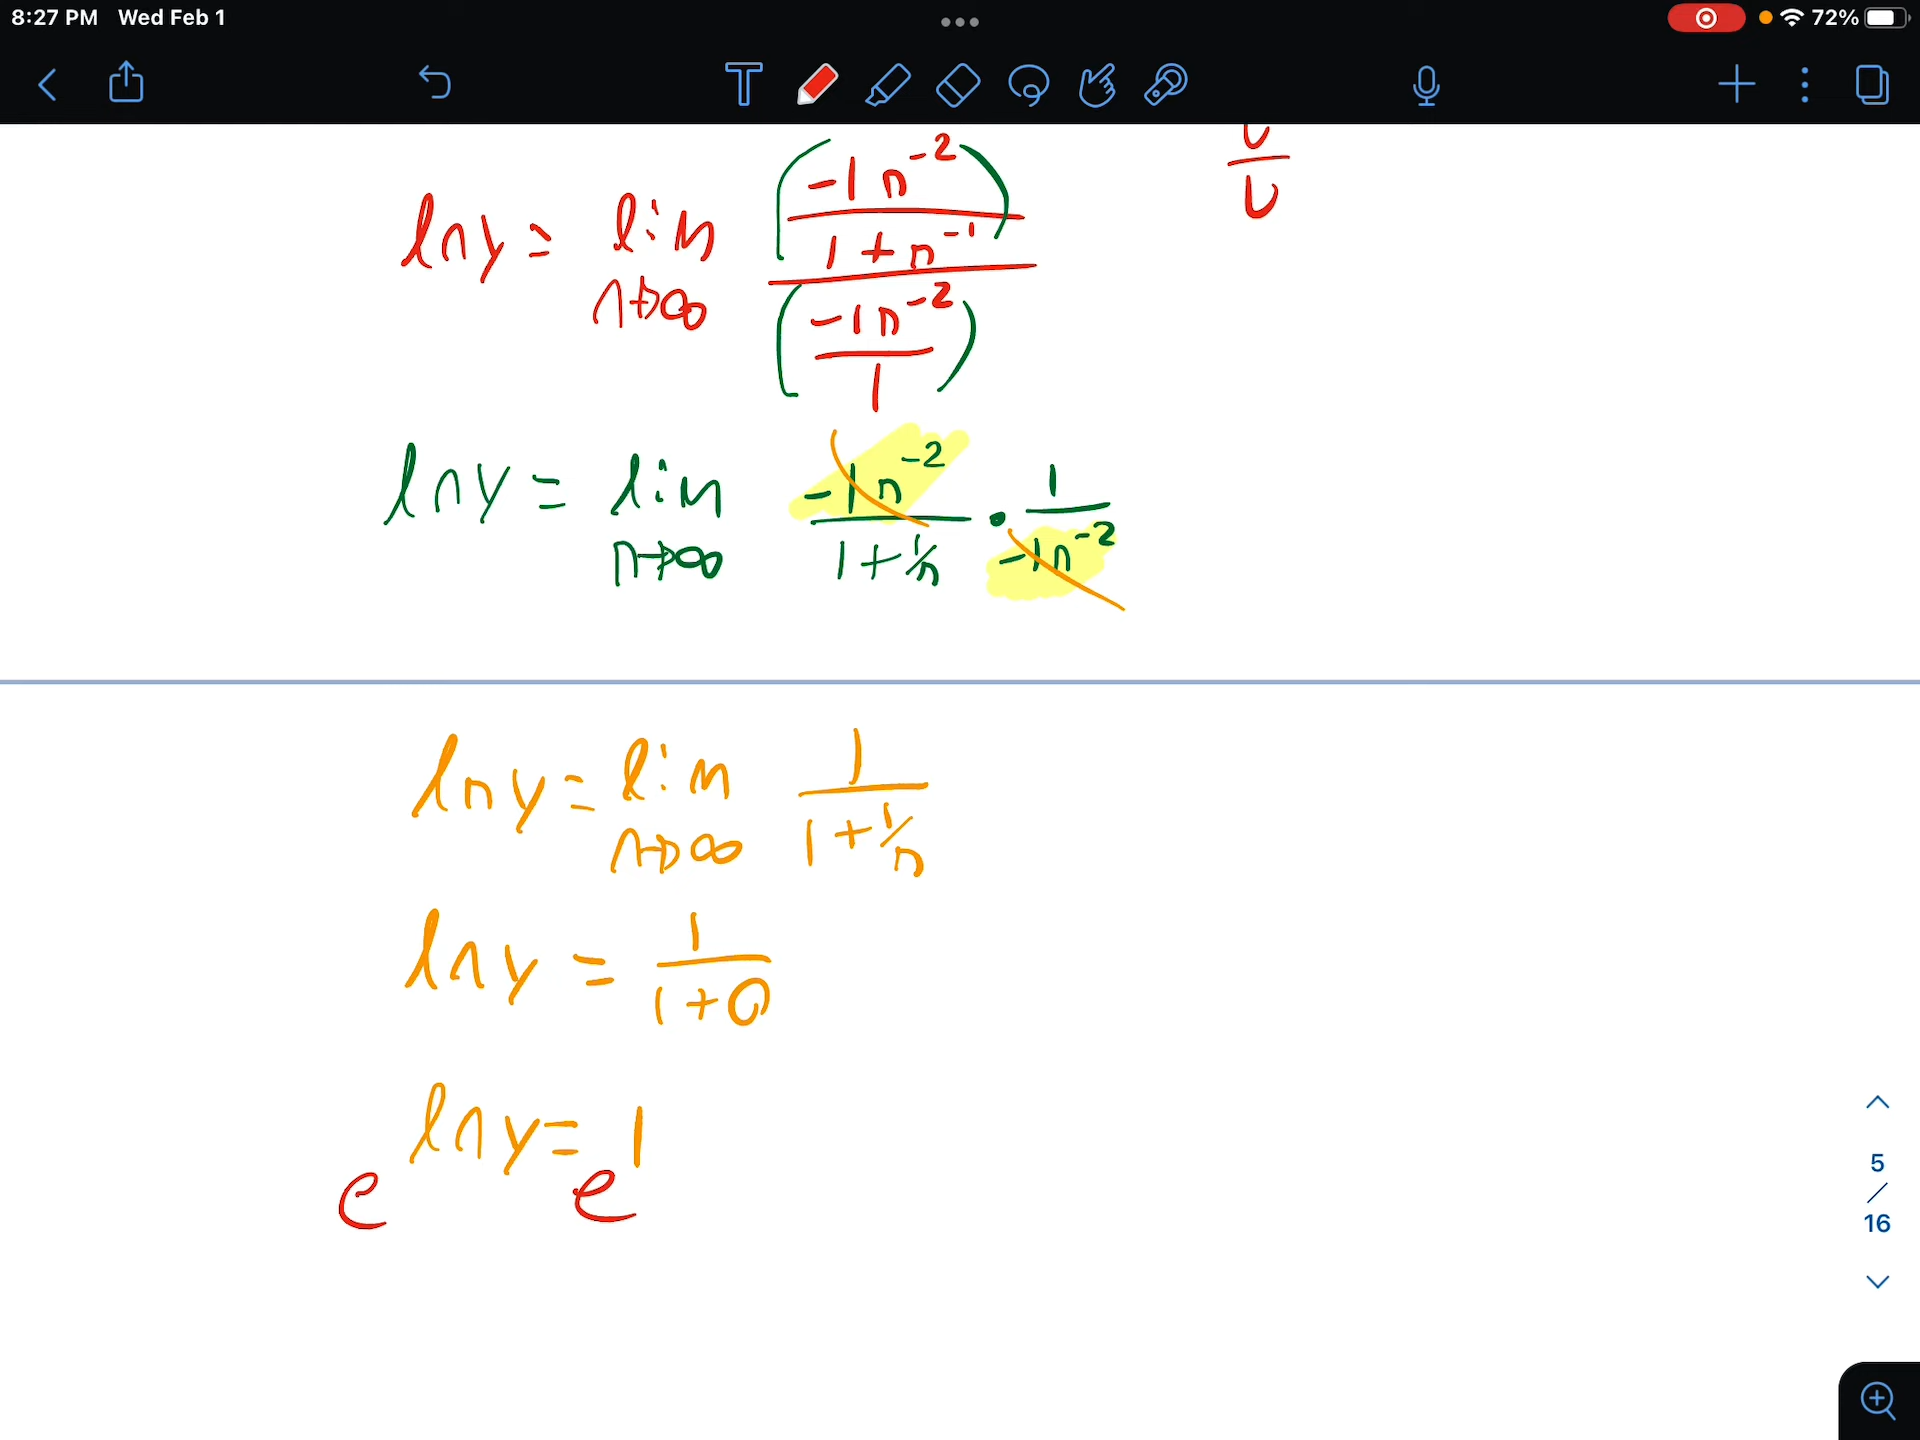 8:27 PM Wed Feb 1
72%
ln y = lim n→∞ ((-1 n^-2)/(1 + n^-1)) / ((-1 n^-2)/1)
ln y = lim n→∞ (-1 n^-2)/(1 + 1/n) • 1/(-1 n^-2)
ln y = lim n→∞ 1/(1 + 1/n)
ln y = 1/(1 + 0)
e^(ln y) = e^1
5
/
16